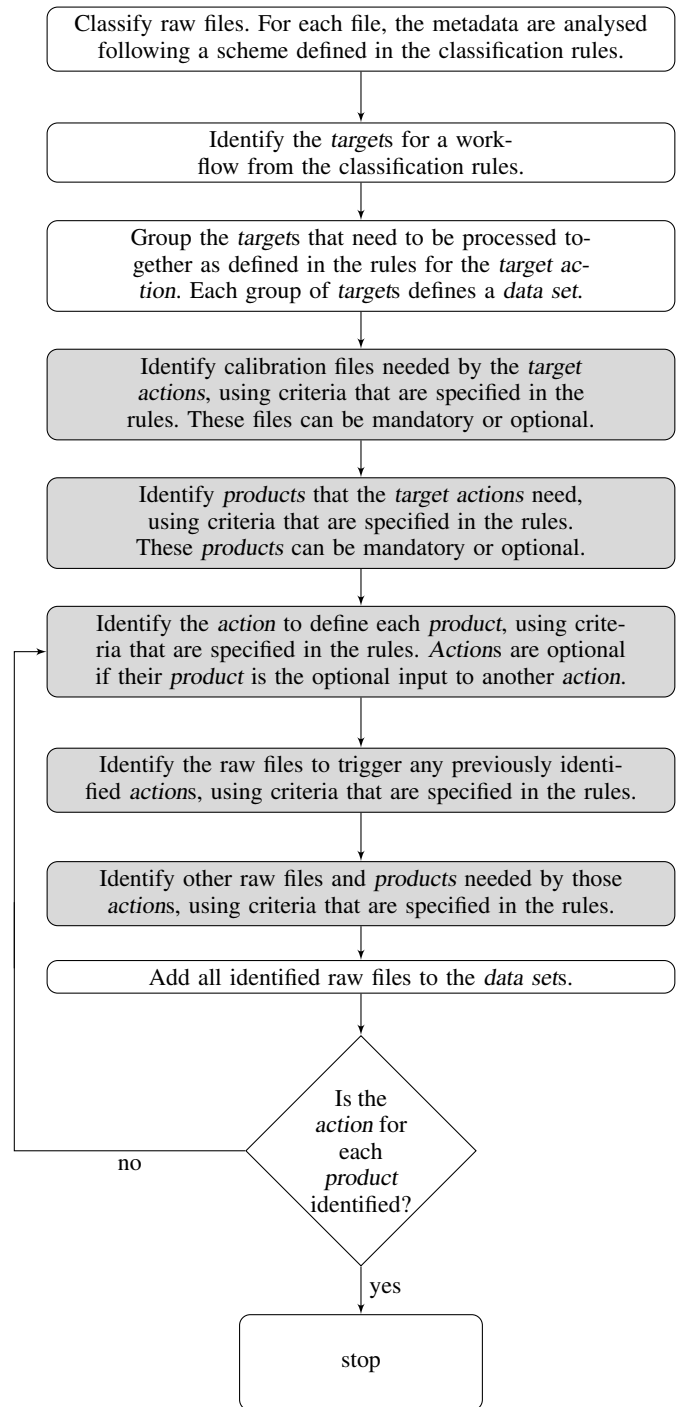 Classify raw files. For each file, the metadata are analysed
following a scheme defined in the classification rules.
Identify the targets for a work-
flow from the classification rules.
Group the targets that need to be processed to-
gether as defined in the rules for the target ac-
tion. Each group of targets defines a data set.
Identify calibration files needed by the target
actions, using criteria that are specified in the
rules. These files can be mandatory or optional.
Identify products that the target actions need,
using criteria that are specified in the rules.
These products can be mandatory or optional.
Identify the action to define each product, using crite-
ria that are specified in the rules. Actions are optional
if their product is the optional input to another action.
Identify the raw files to trigger any previously identi-
fied actions, using criteria that are specified in the rules.
Identify other raw files and products needed by those
actions, using criteria that are specified in the rules.
Add all identified raw files to the data sets.
Is the
action for
each
product
identified?
no
yes
stop